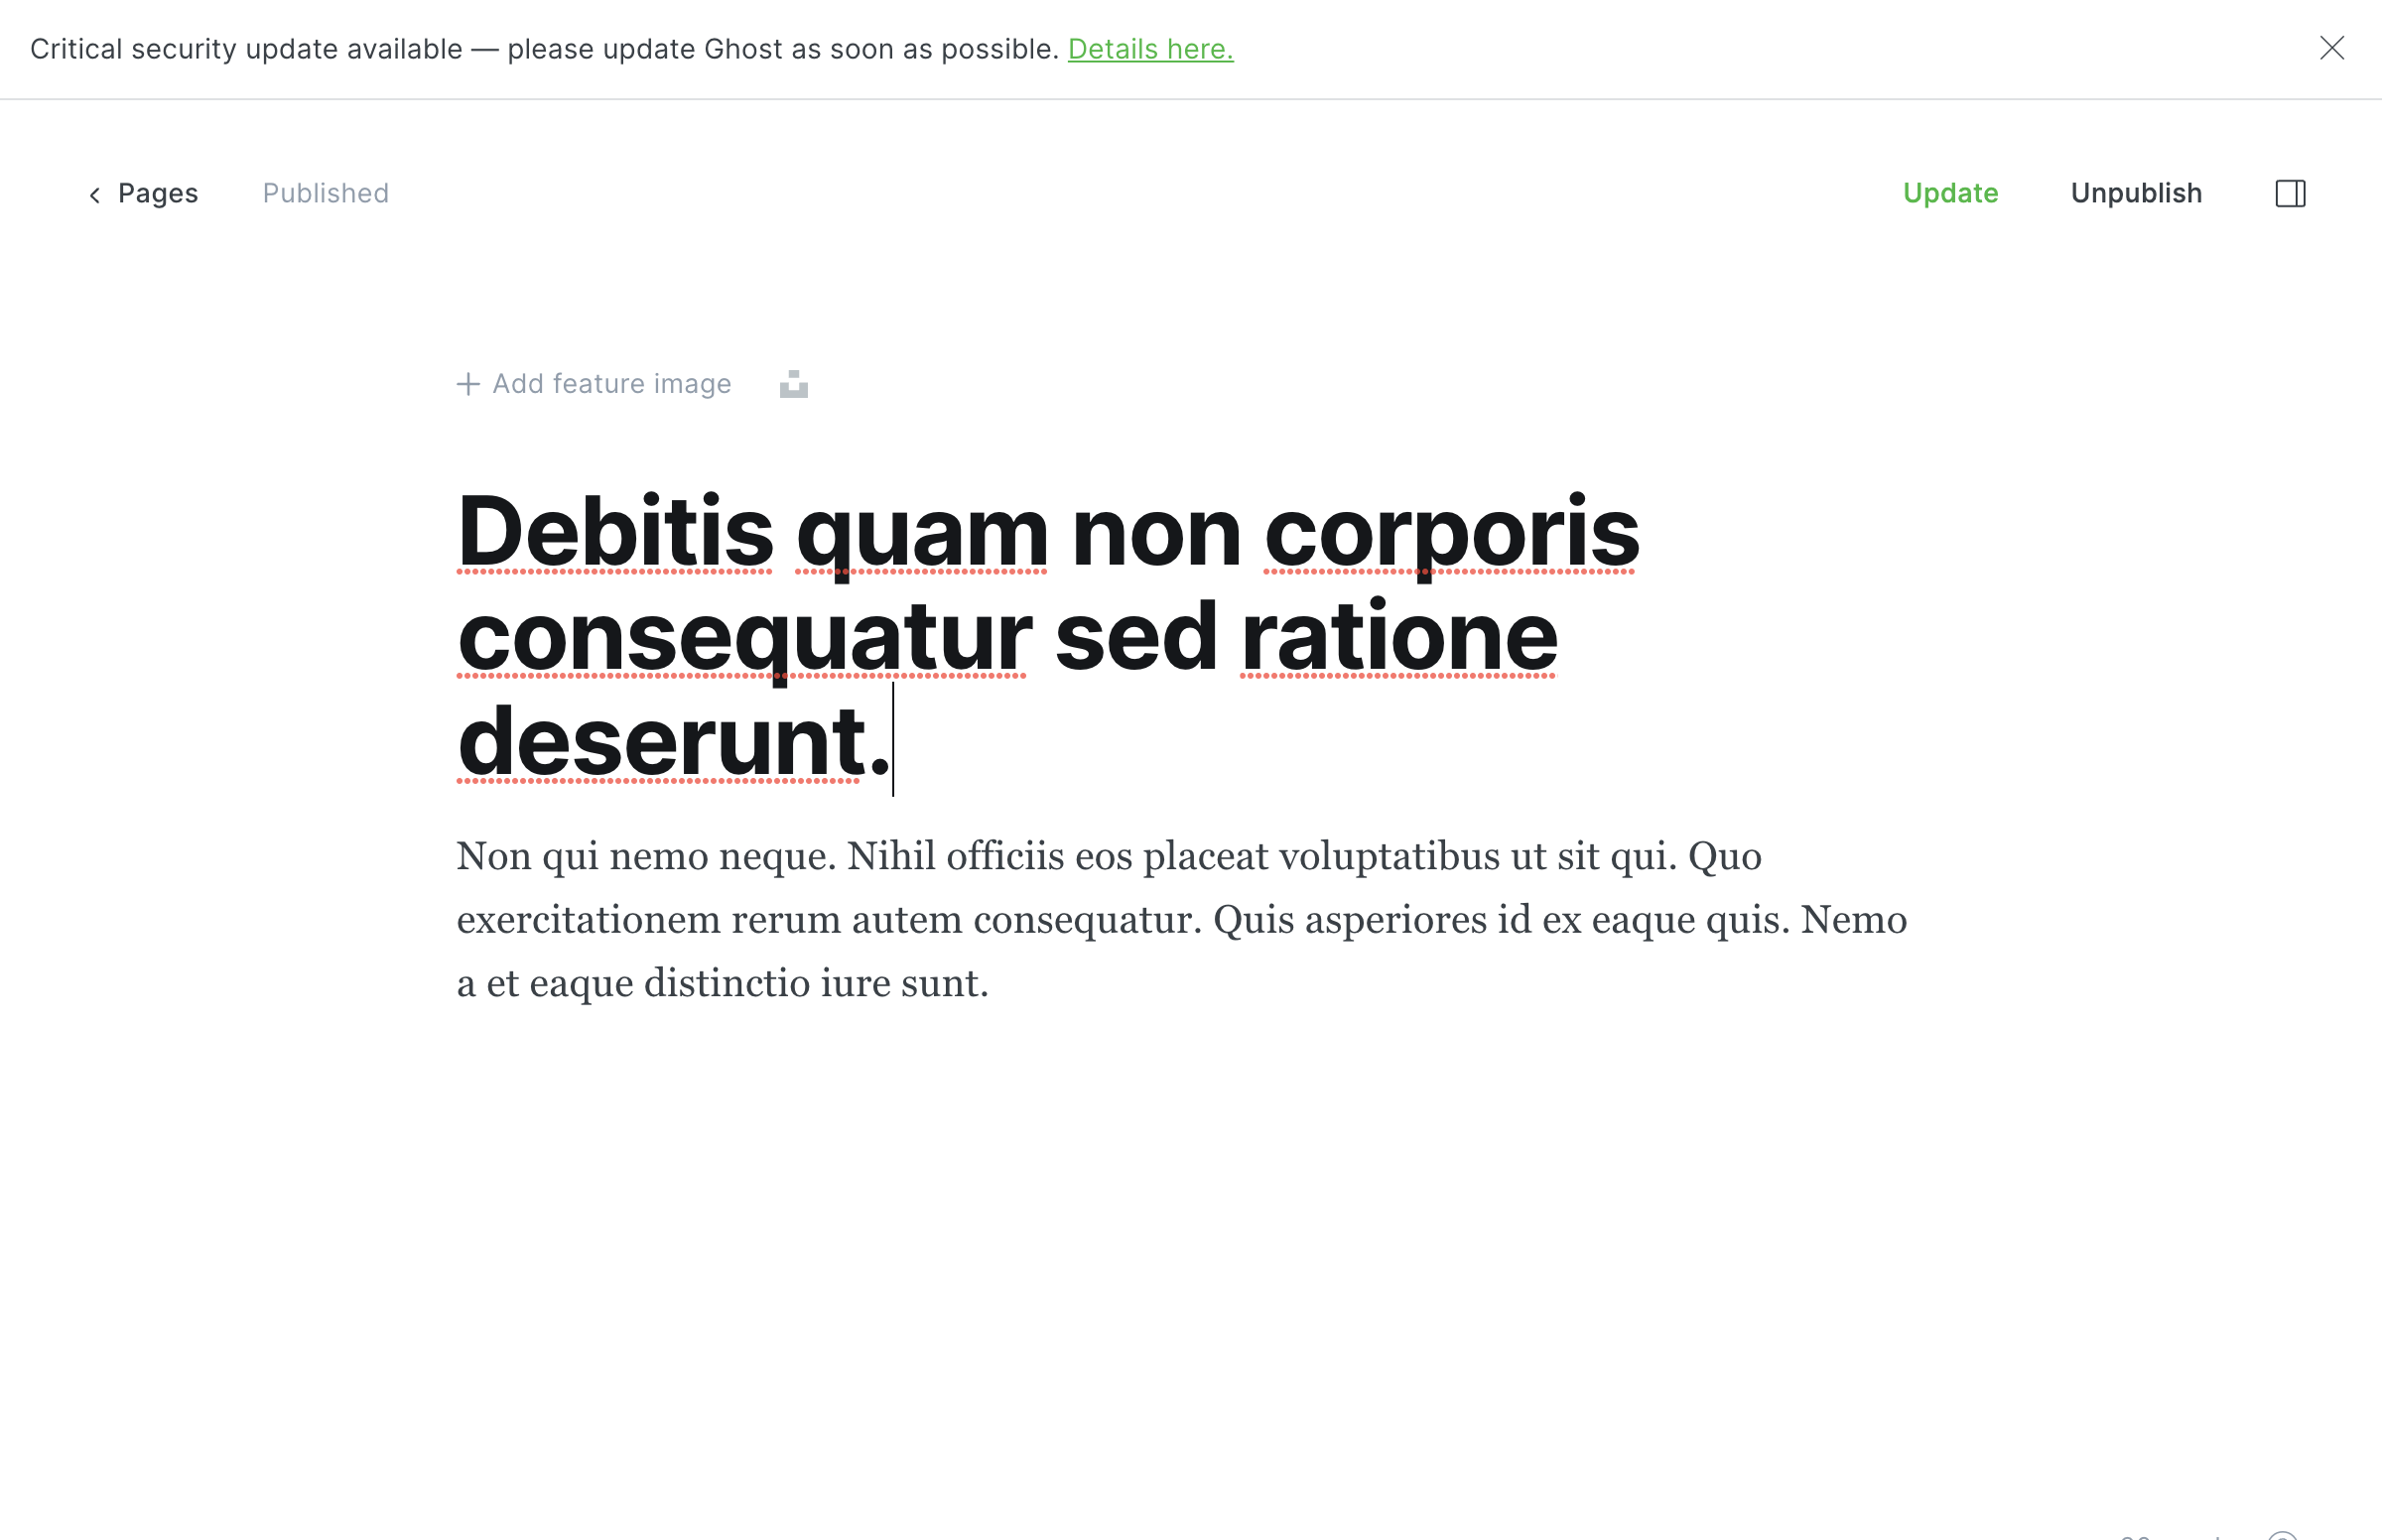 Critical security update available — please update Ghost as soon as possible. Details here.
Pages Published Update Unpublish
Add feature image
Debitis quam non corporis
consequatur sed ratione
deserunt.
Non qui nemo neque. Nihil officiis eos placeat voluptatibus ut sit qui. Quo
exercitationem rerum autem consequatur. Quis asperiores id ex eaque quis. Nemo
a et eaque distinctio iure sunt.